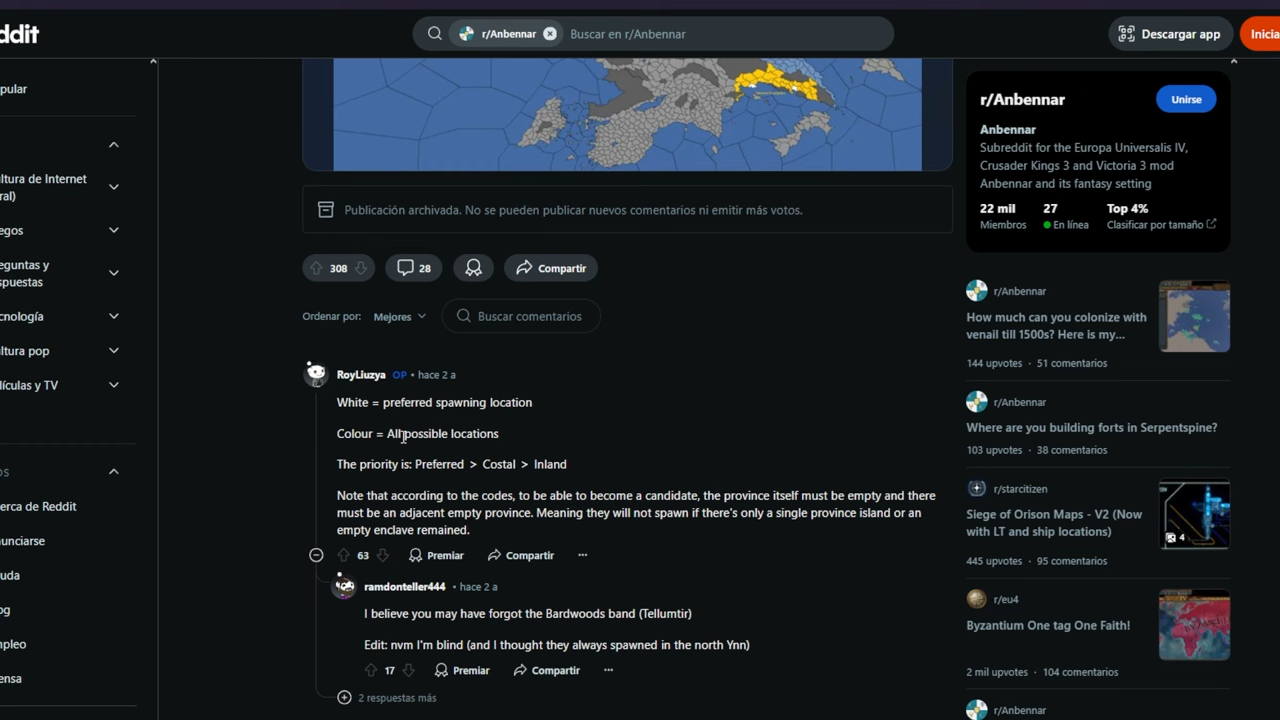 ddit
r/Anbennar
Buscar en r/Anbennar
Descargar app
Inicia
pular
ltura de Internet
ral)
egos
eguntas y
spuestas
cnología
ltura pop
lículas y TV
os
erca de Reddit
nunciarse
uda
og
npleo
ensa
Publicación archivada. No se pueden publicar nuevos comentarios ni emitir más votos.
308
28
Compartir
Ordenar por:
Mejores
Buscar comentarios
RoyLiuzya OP • hace 2 a
White = preferred spawning location
Colour = All possible locations
The priority is: Preferred > Costal > Inland
Note that according to the codes, to be able to become a candidate, the province itself must be empty and there
must be an adjacent empty province. Meaning they will not spawn if there's only a single province island or an
empty enclave remained.
63
Premiar
Compartir
ramdonteller444 • hace 2 a
I believe you may have forgot the Bardwoods band (Tellumtir)
Edit: nvm I'm blind (and I thought they always spawned in the north Ynn)
17
Premiar
Compartir
2 respuestas más
r/Anbennar
Unirse
Anbennar
Subreddit for the Europa Universalis IV,
Crusader Kings 3 and Victoria 3 mod
Anbennar and its fantasy setting
22 mil
27
Top 4%
Miembros
En línea
Clasificar por tamaño
r/Anbennar
How much can you colonize with
venail till 1500s? Here is my...
144 upvotes • 51 comentarios
r/Anbennar
Where are you building forts in Serpentspine?
103 upvotes • 38 comentarios
r/starcitizen
Siege of Orison Maps - V2 (Now
with LT and ship locations)
4
445 upvotes • 95 comentarios
r/eu4
Byzantium One tag One Faith!
2 mil upvotes • 104 comentarios
r/Anbennar